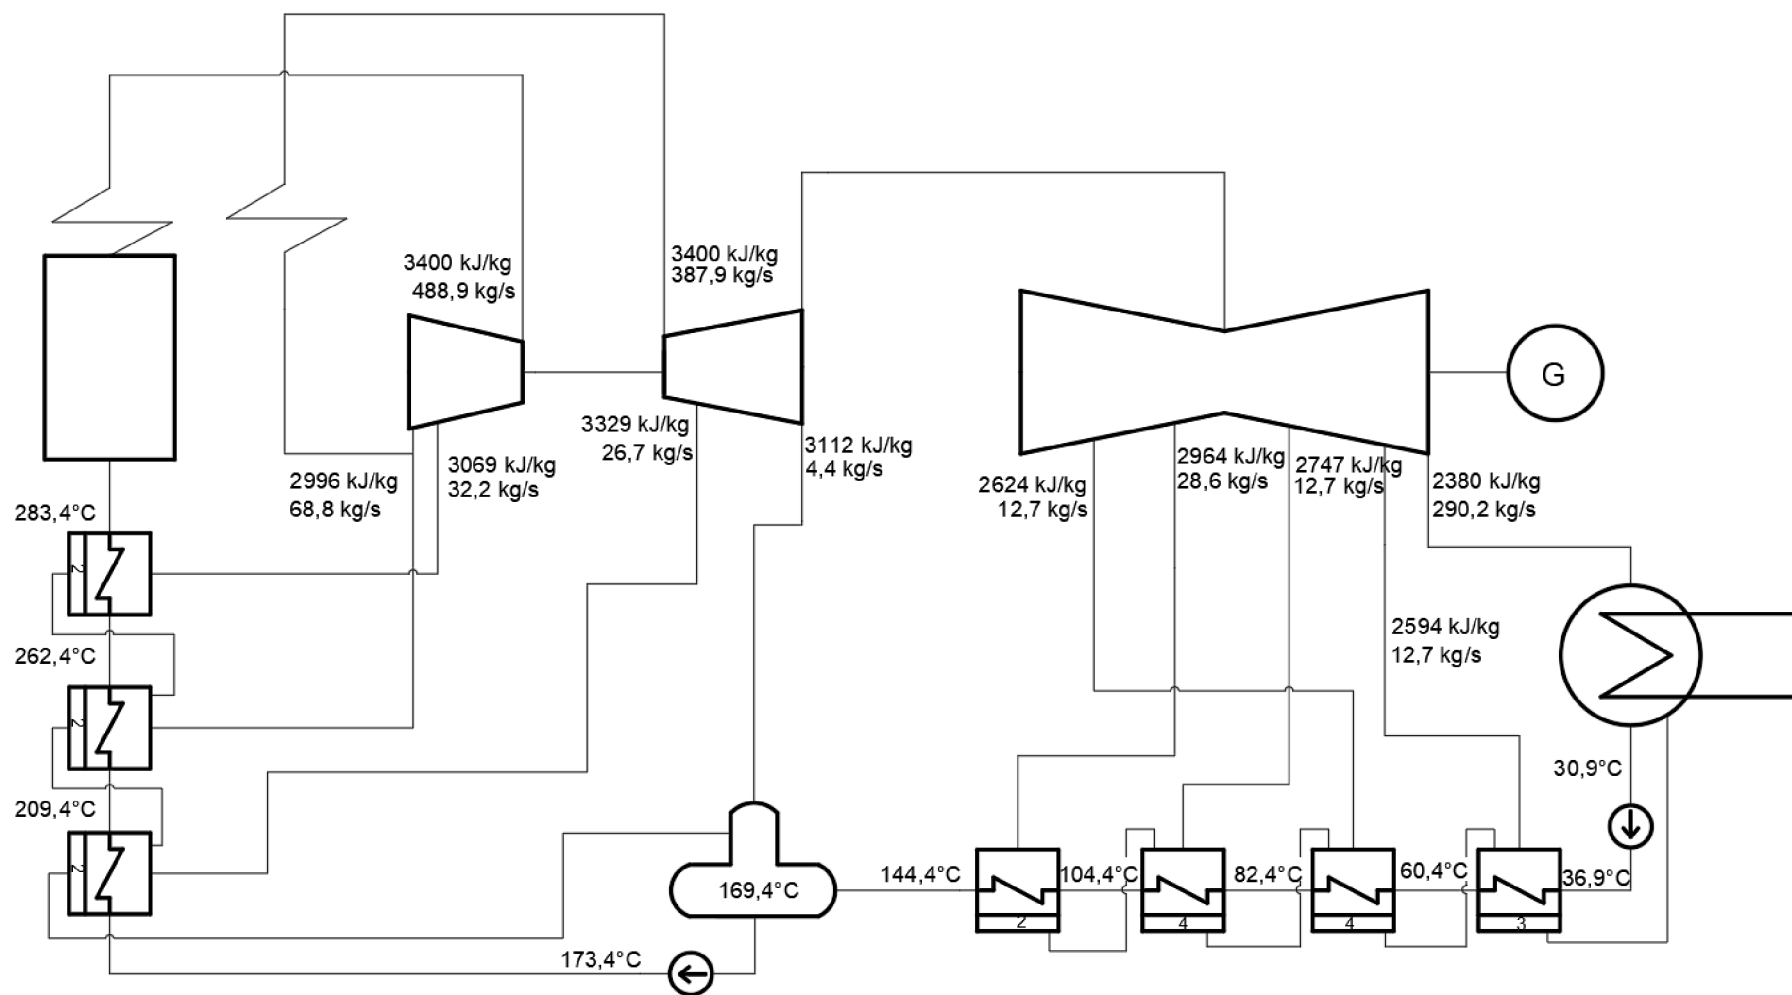 3400 kJ/kg
488,9 kg/s
3400 kJ/kg
387,9 kg/s
G
3329 kJ/kg
26,7 kg/s
3112 kJ/kg
4,4 kg/s
2996 kJ/kg
68,8 kg/s
3069 kJ/kg
32,2 kg/s
2624 kJ/kg
12,7 kg/s
2964 kJ/kg
28,6 kg/s
2747 kJ/kg
12,7 kg/s
2380 kJ/kg
290,2 kg/s
283,4°C
2
2594 kJ/kg
12,7 kg/s
262,4°C
2
30,9°C
209,4°C
2
169,4°C
144,4°C
104,4°C
82,4°C
60,4°C
36,9°C
2
4
4
3
173,4°C